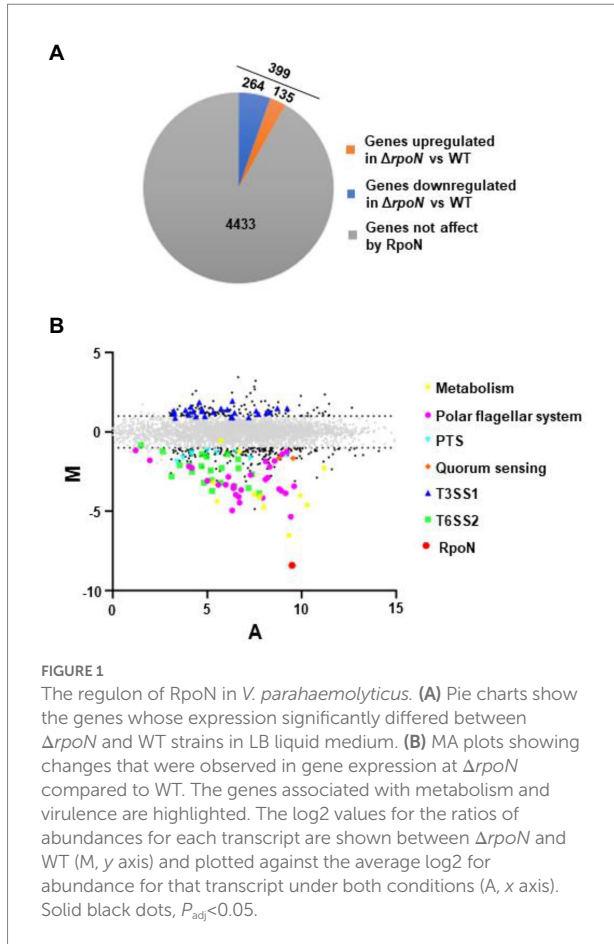 A
399
264 135
4433
Genes upregulated
in ΔrpoN vs WT
Genes downregulated
in ΔrpoN vs WT
Genes not affect
by RpoN
B
5
0
-5
-10
M
0
5
10
15
A
Metabolism
Polar flagellar system
PTS
Quorum sensing
T3SS1
T6SS2
RpoN
FIGURE 1
The regulon of RpoN in V. parahaemolyticus. (A) Pie charts show
the genes whose expression significantly differed between
ΔrpoN and WT strains in LB liquid medium. (B) MA plots showing
changes that were observed in gene expression at ΔrpoN
compared to WT. The genes associated with metabolism and
virulence are highlighted. The log2 values for the ratios of
abundances for each transcript are shown between ΔrpoN and
WT (M, y axis) and plotted against the average log2 for
abundance for that transcript under both conditions (A, x axis).
Solid black dots, Padj<0.05.